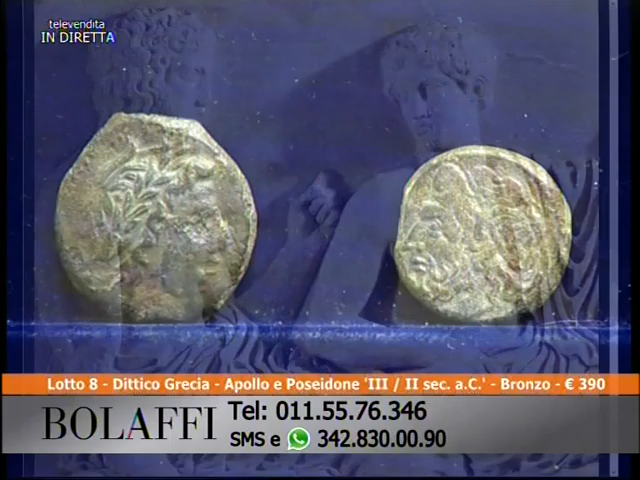 televendita
IN DIRETTA
Lotto 8 - Dittico Grecia - Apollo e Poseidone 'III / II sec. a.C.' - Bronzo - € 390
BOLAFFI
Tel: 011.55.76.346
SMS e 342.830.00.90